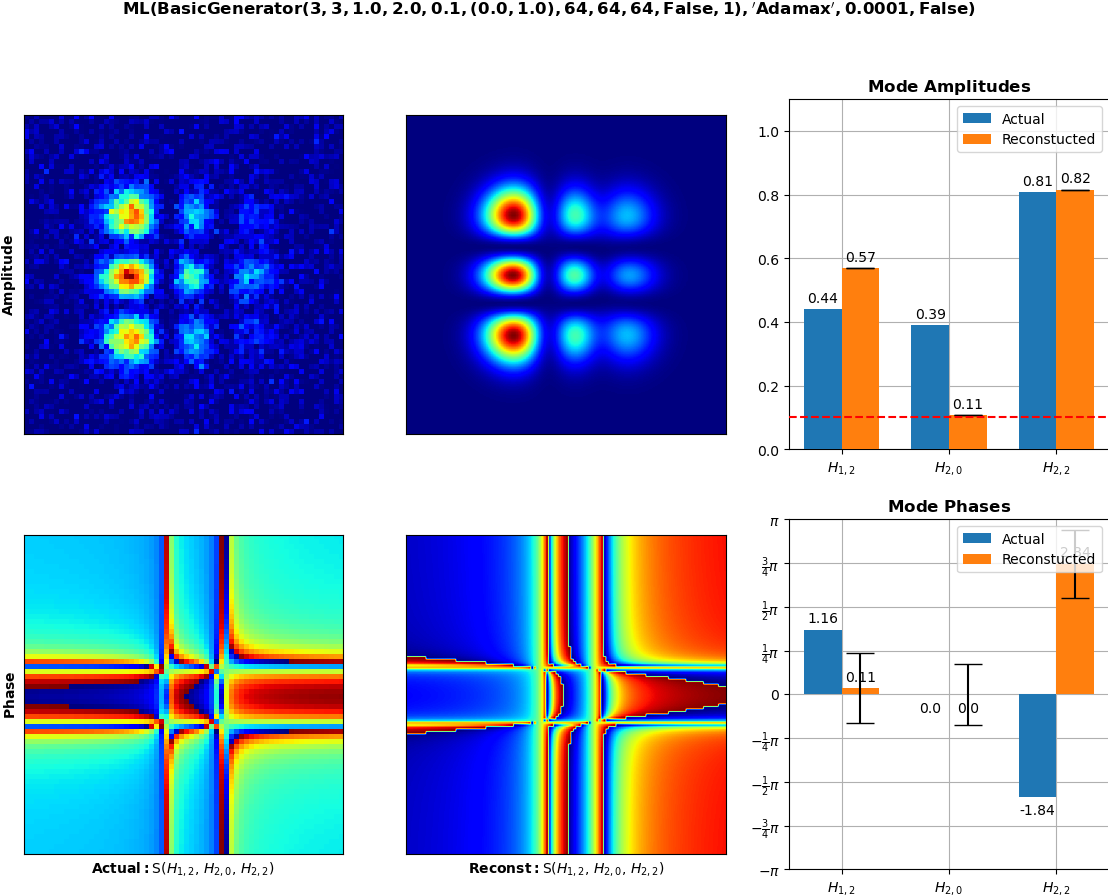 ML(BasicGenerator(3, 3, 1.0, 2.0, 0.1, (0.0, 1.0), 64, 64, 64, False, 1), ′Adamax′, 0.0001, False)
Amplitude
Mode Amplitudes
Actual
Reconstucted
1.0
0.8
0.6
0.4
0.2
0.0
0.44
0.57
0.39
0.11
0.81
0.82
H1, 2
H2, 0
H2, 2
Phase
Actual: S(H1, 2, H2, 0, H2, 2)
Reconst: S(H1, 2, H2, 0, H2, 2)
Mode Phases
Actual
Reconstucted
π
3/4π
1/2π
1/4π
0
−1/4π
−1/2π
−3/4π
−π
1.16
0.11
0.0
0.0
-1.84
2.34
H1, 2
H2, 0
H2, 2